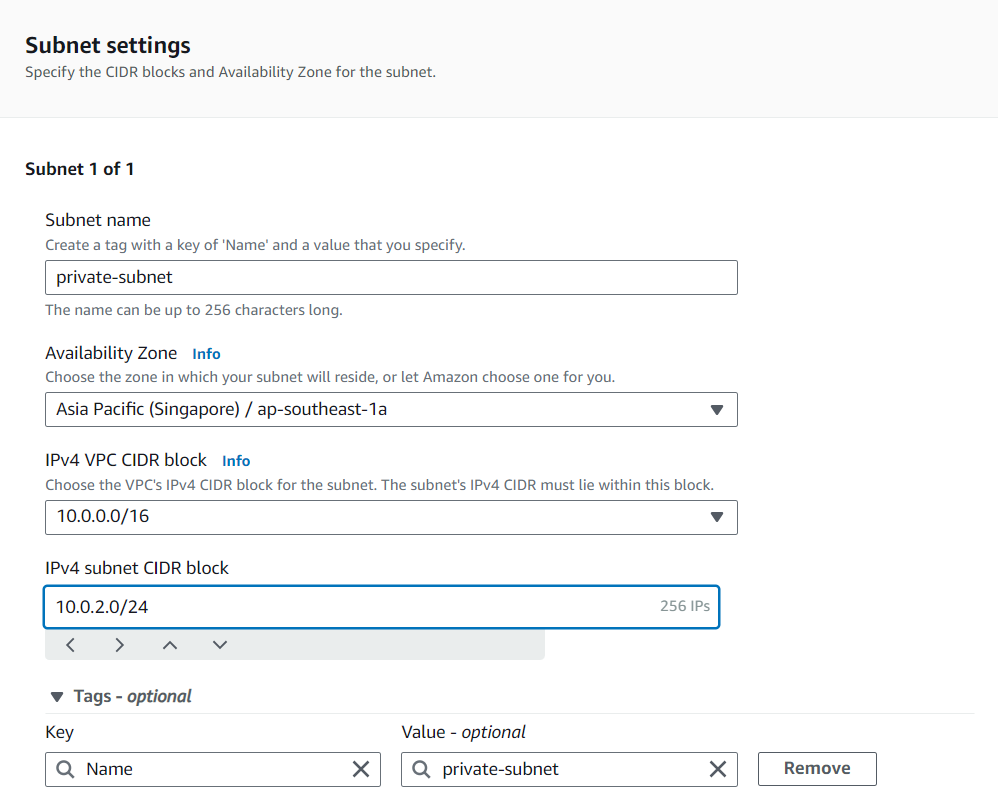 Subnet settings
Specify the CIDR blocks and Availability Zone for the subnet.
Subnet 1 of 1
Subnet name
Create a tag with a key of 'Name' and a value that you specify.
private-subnet
The name can be up to 256 characters long.
Availability Zone Info
Choose the zone in which your subnet will reside, or let Amazon choose one for you.
Asia Pacific (Singapore) / ap-southeast-1a
IPv4 VPC CIDR block Info
Choose the VPC's IPv4 CIDR block for the subnet. The subnet's IPv4 CIDR must lie within this block.
10.0.0.0/16
IPv4 subnet CIDR block
10.0.2.0/24 256 IPs
Tags - optional
Key Value - optional
Name private-subnet Remove